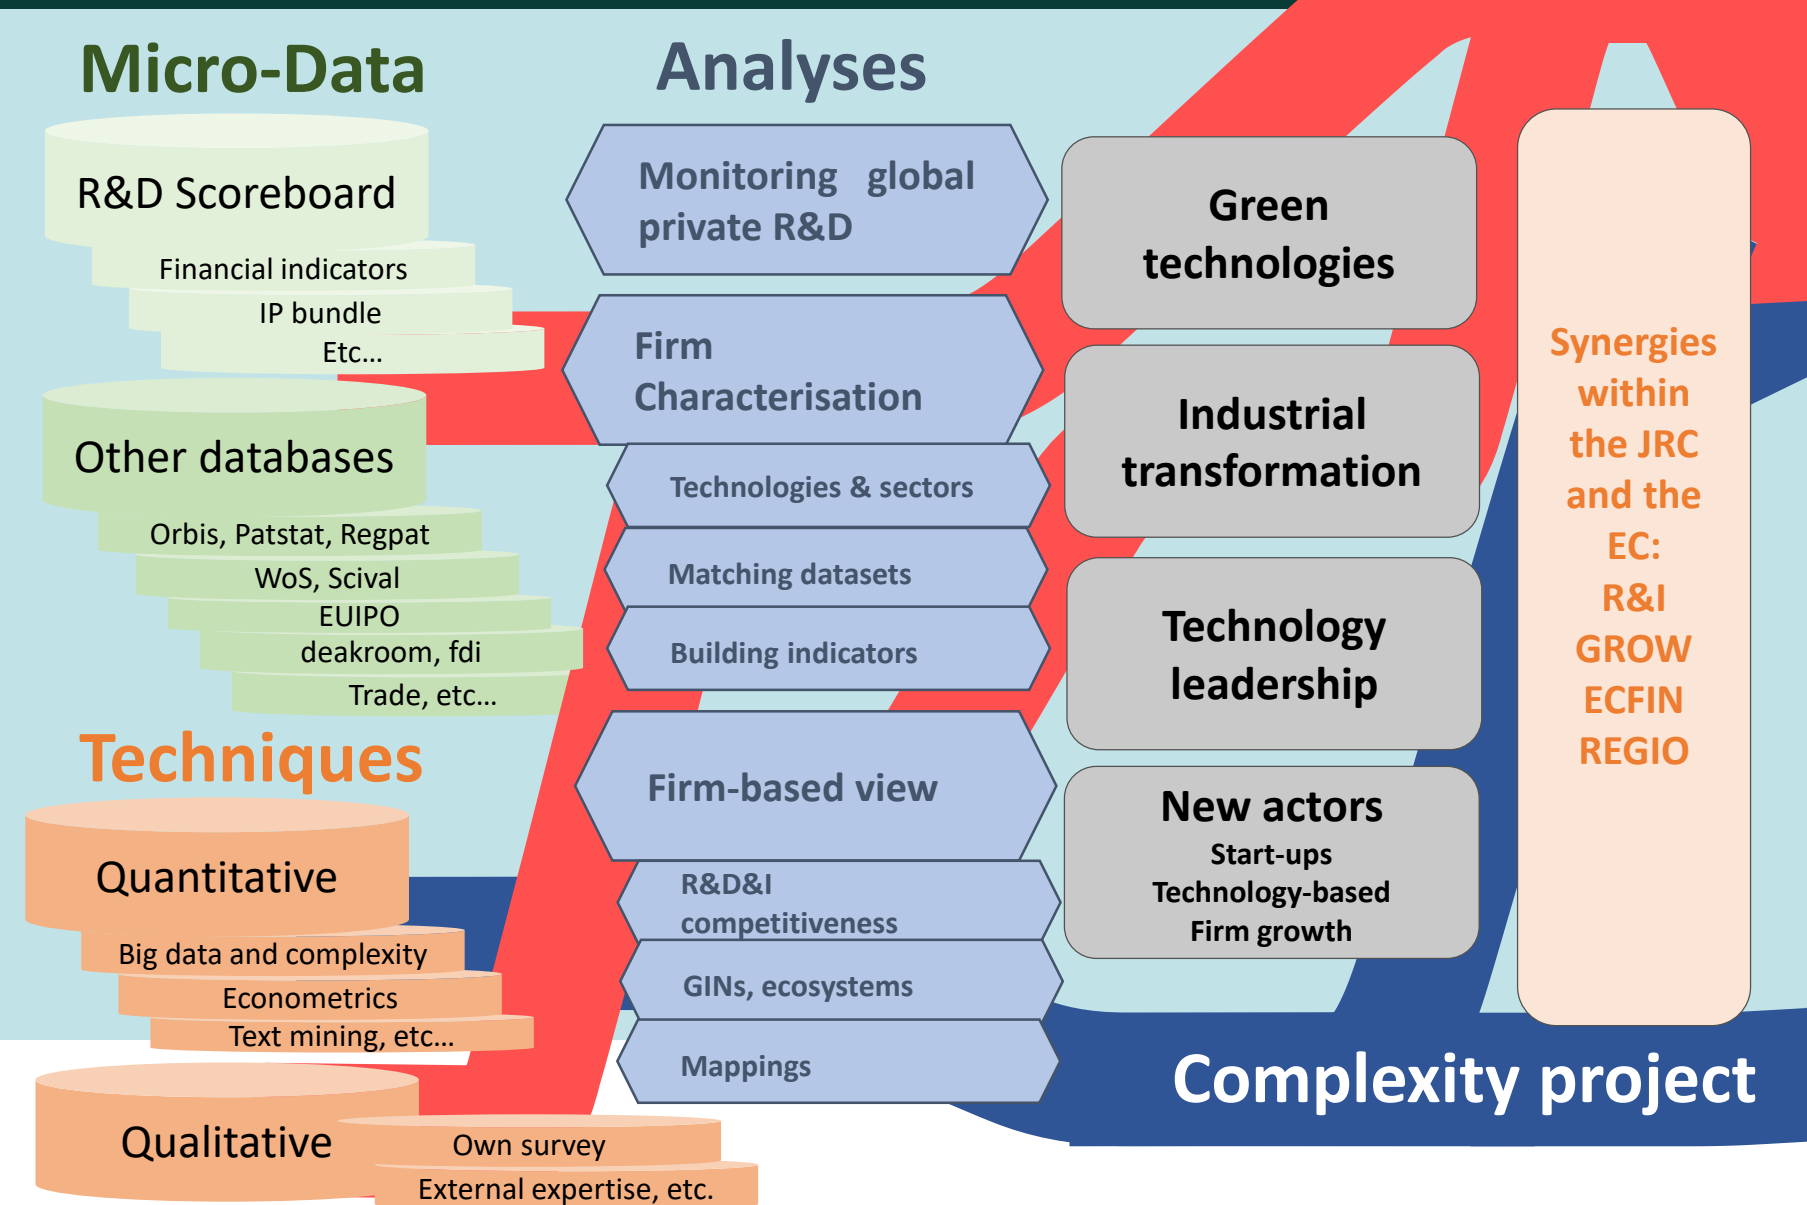 Micro-Data
R&D Scoreboard
Financial indicators
IP bundle
Etc...
Other databases
Orbis, Patstat, Regpat
WoS, Scival
EUIPO
deakroom, fdi
Trade, etc...
Techniques
Quantitative
Big data and complexity
Econometrics
Text mining, etc...
Qualitative
Own survey
External expertise, etc.
Analyses
Monitoring global
private R&D
Firm
Characterisation
Technologies & sectors
Matching datasets
Building indicators
Firm-based view
R&D&I
competitiveness
GINs, ecosystems
Mappings
Green
technologies
Industrial
transformation
Technology
leadership
New actors
Start-ups
Technology-based
Firm growth
Synergies
within
the JRC
and the
EC:
R&I
GROW
ECFIN
REGIO
Complexity project